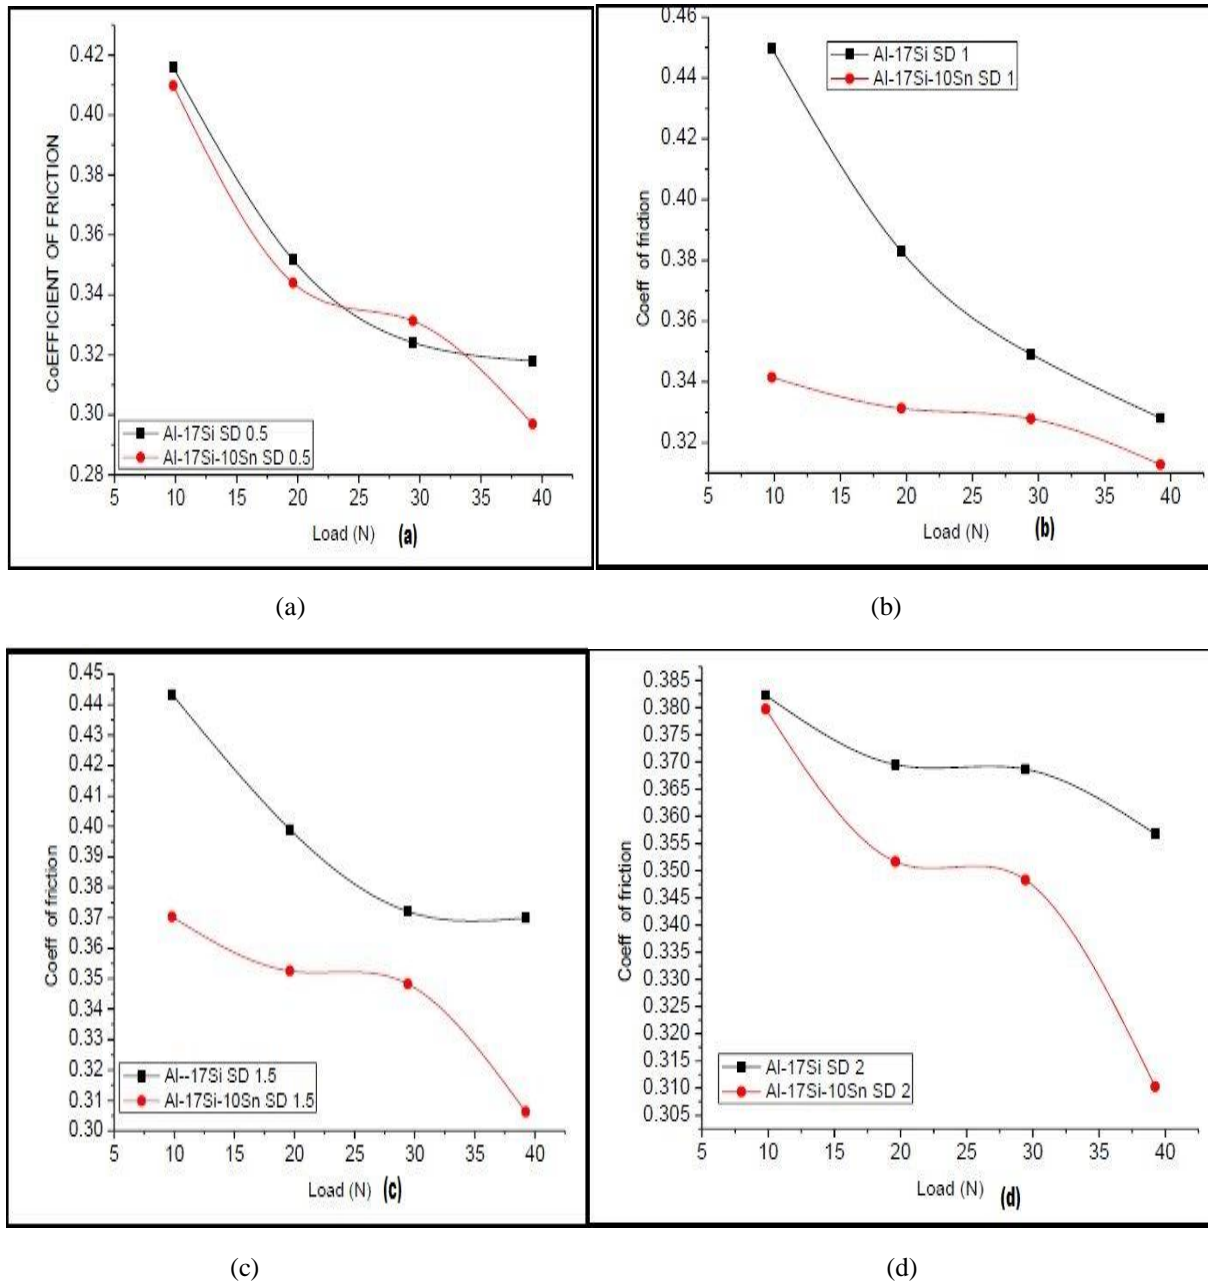 0.42
0.40
0.38
0.36
0.34
0.32
0.30
0.28
CoEFFICIENT OF FRICTION
Al-17Si SD 0.5
Al-17Si-10Sn SD 0.5
5 10 15 20 25 30 35 40
Load (N) (a)
0.46
0.44
0.42
0.40
0.38
0.36
0.34
0.32
Coeff of friction
Al-17Si SD 1
Al-17Si-10Sn SD 1
5 10 15 20 25 30 35 40
Load (N) (b)
(a) (b)
0.45
0.44
0.43
0.42
0.41
0.40
0.39
0.38
0.37
0.36
0.35
0.34
0.33
0.32
0.31
0.30
Coeff of friction
Al--17Si SD 1.5
Al-17Si-10Sn SD 1.5
5 10 15 20 25 30 35 40
Load (N) (c)
0.385
0.380
0.375
0.370
0.365
0.360
0.355
0.350
0.345
0.340
0.335
0.330
0.325
0.320
0.315
0.310
0.305
Coeff of friction
Al-17Si SD 2
Al-17Si-10Sn SD 2
5 10 15 20 25 30 35 40
Load (N) (d)
(c) (d)